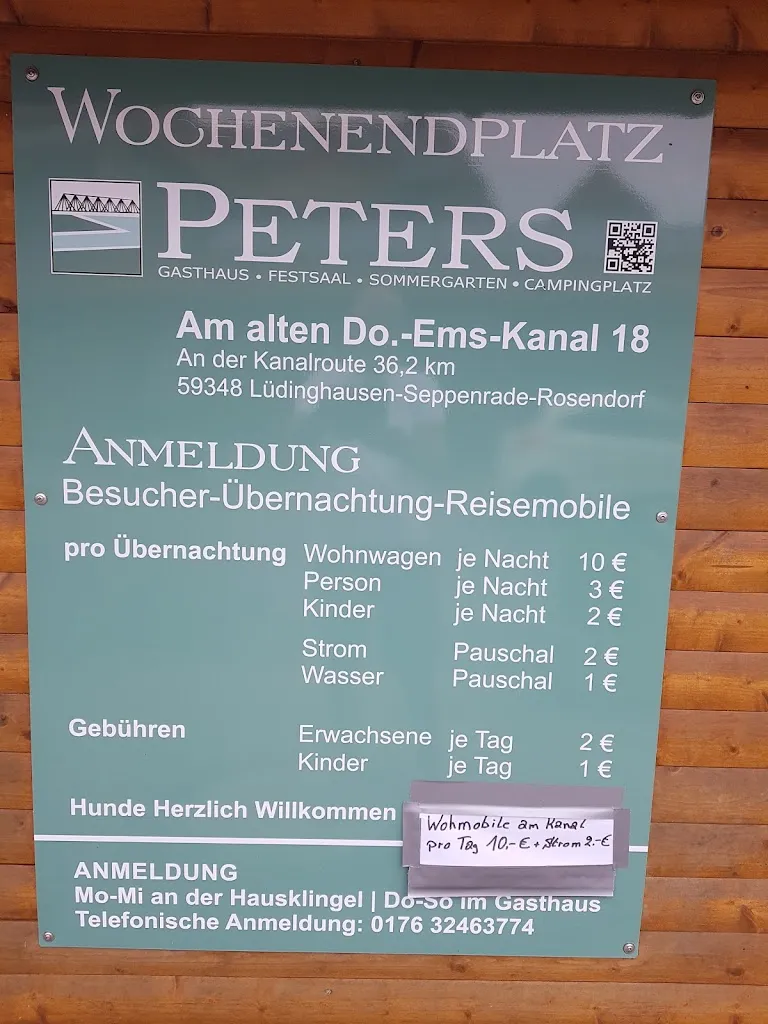 WOCHENENDPLATZ
PETERS
GASTHAUS • FESTSAAL • SOMMERGARTEN • CAMPINGPLATZ
Am alten Do.-Ems-Kanal 18
An der Kanalroute 36,2 km
59348 Lüdinghausen-Seppenrade-Rosendorf
ANMELDUNG
Besucher-Übernachtung-Reisemobile
pro Übernachtung Wohnwagen je Nacht 10 €
Person je Nacht 3 €
Kinder je Nacht 2 €
Strom Pauschal 2 €
Wasser Pauschal 1 €
Gebühren Erwachsene je Tag 2 €
Kinder je Tag 1 €
Hunde Herzlich Willkommen
Wohmobile am Kanal
pro Tag 10.-€ + Strom 2.-€
ANMELDUNG
Mo-Mi an der Hausklingel | Do-So im Gasthaus
Telefonische Anmeldung: 0176 32463774